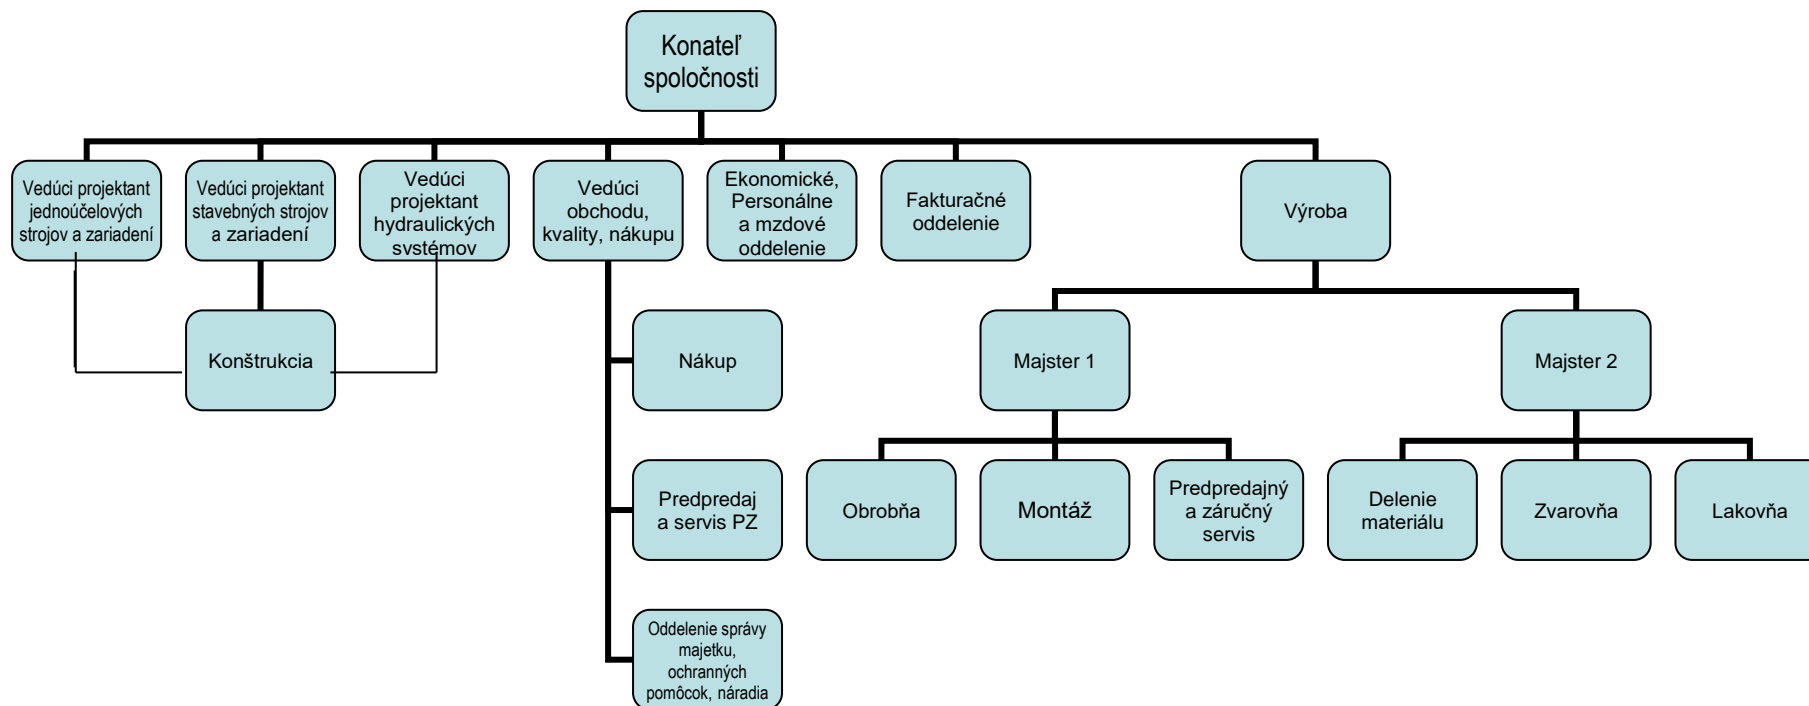 Konateľ
spoločnosti
Vedúci projektant
jednoúčelových
strojov a zariadení
Vedúci projektant
stavebných strojov
a zariadení
Vedúci
projektant
hydraulických
systémov
Vedúci
obchodu,
kvality, nákupu
Ekonomické,
Personálne
a mzdové
oddelenie
Fakturačné
oddelenie
Výroba
Konštrukcia
Nákup
Majster 1
Majster 2
Predpredaj
a servis PZ
Obrobňa
Montáž
Predpredajný
a záručný
servis
Delenie
materiálu
Zvarovňa
Lakovňa
Oddelenie správy
majetku,
ochranných
pomôcok, náradia